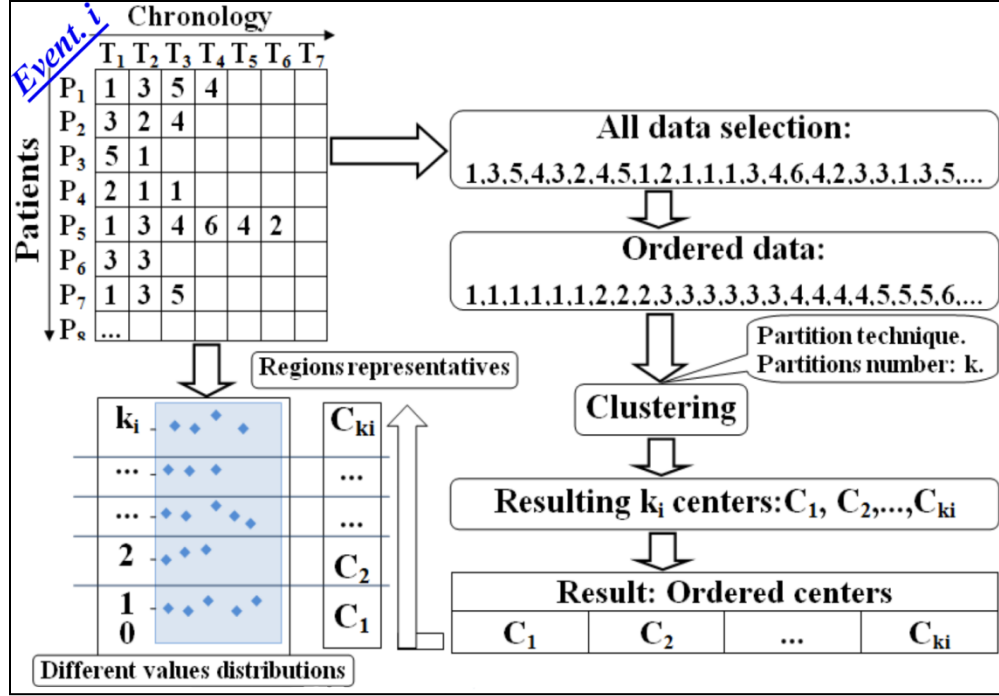 Event. i
Chronology
T1 T2 T3 T4 T5 T6 T7
Patients
P1 1 3 5 4
P2 3 2 4
P3 5 1
P4 2 1 1
P5 1 3 4 6 4 2
P6 3 3
P7 1 3 5
P8 ...
All data selection:
1,3,5,4,3,2,4,5,1,2,1,1,1,3,4,6,4,2,3,3,1,3,5,...
Ordered data:
1,1,1,1,1,1,2,2,2,3,3,3,3,3,3,4,4,4,4,5,5,5,6,...
Partition technique.
Partitions number: k.
Clustering
Resulting ki centers:C1, C2,...,Cki
Result: Ordered centers
C1 C2 ... Cki
Regions representatives
ki Cki
... ...
... ...
2 C2
1 C1
0
Different values distributions